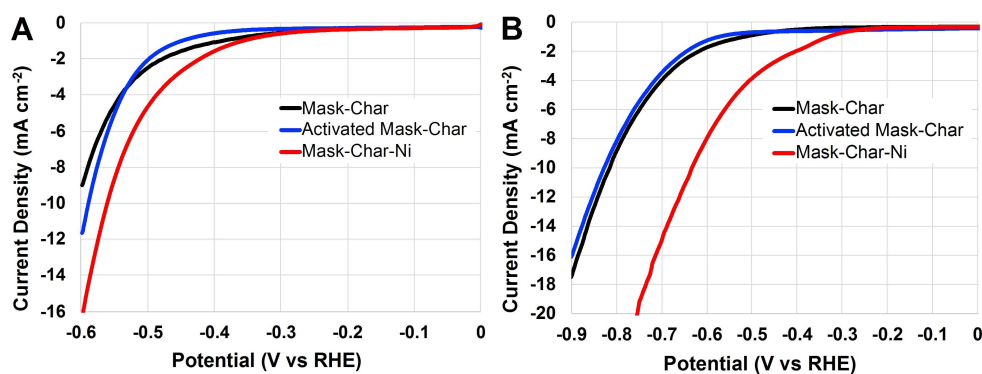 A
Current Density (mA cm⁻²)
0
-2
-4
-6
-8
-10
-12
-14
-16
Mask-Char
Activated Mask-Char
Mask-Char-Ni
-0.6 -0.5 -0.4 -0.3 -0.2 -0.1 0
Potential (V vs RHE)
B
Current Density (mA cm⁻²)
0
-2
-4
-6
-8
-10
-12
-14
-16
-18
-20
Mask-Char
Activated Mask-Char
Mask-Char-Ni
-0.9 -0.8 -0.7 -0.6 -0.5 -0.4 -0.3 -0.2 -0.1 0
Potential (V vs RHE)